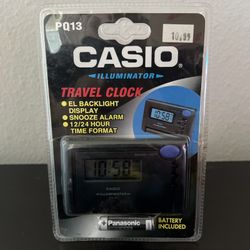 PQ13
10.99
CASIO
ILLUMINATOR
TRAVEL CLOCK
• EL BACKLIGHT
DISPLAY
• SNOOZE ALARM
• 12/24 HOUR
TIME FORMAT
10:58
CASIO
ILLUMINATOR
Panasonic
BATTERY
INCLUDED